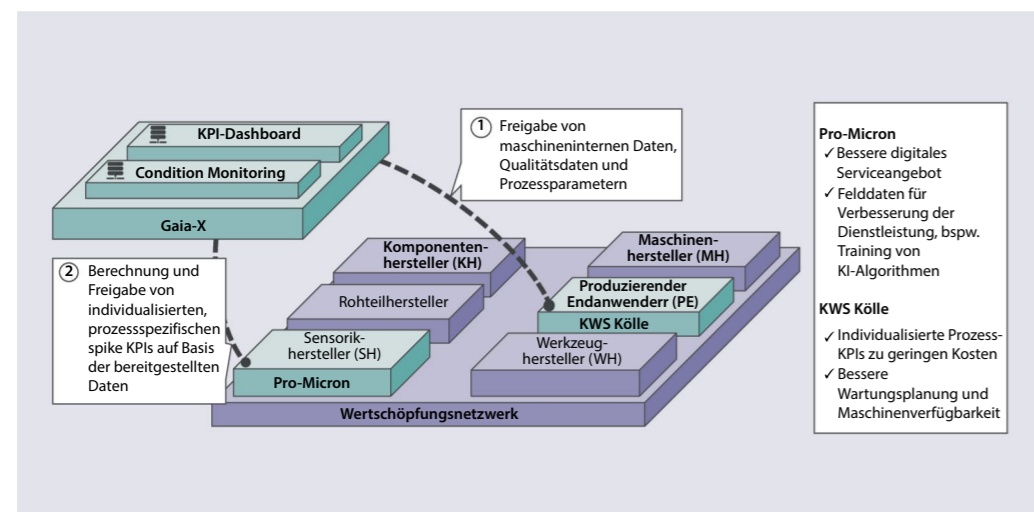 KPI-Dashboard
Condition Monitoring
Gaia-X
1 Freigabe von
maschineninternen Daten,
Qualitätsdaten und
Prozessparametern
2 Berechnung und
Freigabe von
individualisierten,
prozessspezifischen
spike KPIs auf Basis
der bereitgestellten
Daten
Komponenten-
hersteller (KH)
Maschinen-
hersteller (MH)
Rohteilhersteller
Produzierender
Endanwenderr (PE)
KWS Kölle
Sensorik-
hersteller (SH)
Pro-Micron
Werkzeug-
hersteller (WH)
Wertschöpfungsnetzwerk
Pro-Micron
✓ Bessere digitales
Serviceangebot
✓ Felddaten für
Verbesserung der
Dienstleistung, bspw.
Training von
KI-Algorithmen
KWS Kölle
✓ Individualisierte Prozess-
KPIs zu geringen Kosten
✓ Bessere
Wartungsplanung und
Maschinenverfügbarkeit